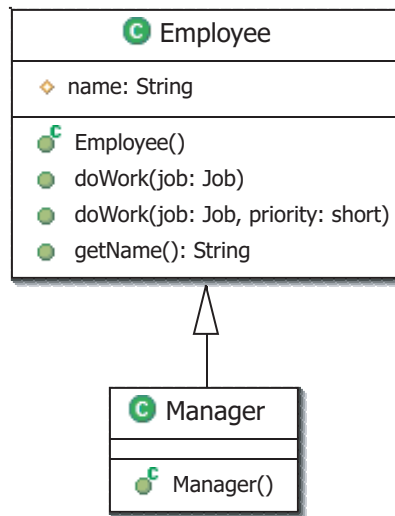 C Employee
name: String
C Employee()
doWork(job: Job)
doWork(job: Job, priority: short)
getName(): String
C Manager
C Manager()